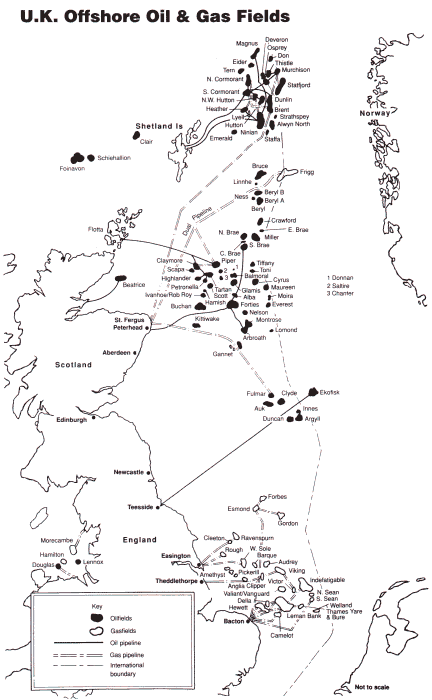 U.K. Offshore Oil & Gas Fields
Magnus
Deveron
Osprey
Don
Thistle
Murchison
Eider
Tern
N. Cormorant
Statfjord
S. Cormorant
N.W. Hutton
Dunlin
Heather
Brent
Lyell
Strathspey
Hutton
Alwyn North
Ninian
Emerald
Staffa
Norway
Shetland Is
Clair
Foinavon
Schiehallion
Bruce
Frigg
Linnhe
Ness
Beryl B
Beryl A
Beryl
Dual Pipeline
Crawford
E. Brae
N. Brae
Miller
S. Brae
Flotta
C. Brae
Claymore
Piper
Tiffany
Scapa
1
2
Toni
Highlander
3
Balmoral
Petronella
Cyrus
Tartan
Glamis
Maureen
Ivanhoe/Rob Roy
Scott
Alba
Moira
Buchan
Hamish
Forties
Everest
Nelson
Kittiwake
Montrose
Lomond
Arbroath
Gannet
1 Donnan
2 Saltire
3 Chanter
Beatrice
St. Fergus
Peterhead
Aberdeen
Scotland
Fulmar
Clyde
Ekofisk
Auk
Innes
Duncan
Argyll
Edinburgh
Newcastle
Teesside
England
Forbes
Esmond
Gordon
Morecambe
Hamilton
Douglas
Lennox
Cleeton
Ravenspurn
Rough
W. Sole
Barque
Easington
Audrey
Amethyst
Pickerill
Viking
Theddlethorpe
Anglia
Clipper
Victor
Indefatigable
Valiant/Vanguard
N. Sean
S. Sean
Della
Hewett
Welland
Leman Bank
Thames Yare
& Bure
Bacton
Camelot
Key
Oilfields
Gasfields
Oil pipeline
Gas pipeline
International
boundary
Not to scale